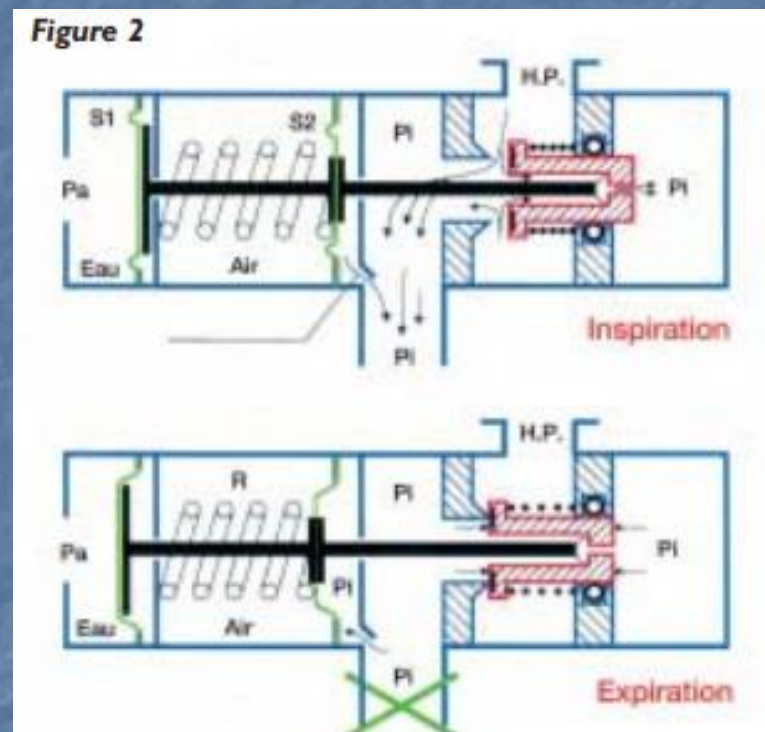 Figure 2
H.P.
S1
S2
Pi
Pa
Pi
Eau
Air
Inspiration
Pi
H.P.
R
Pi
Pa
Pi
Pi
Eau
Air
Pi
Expiration